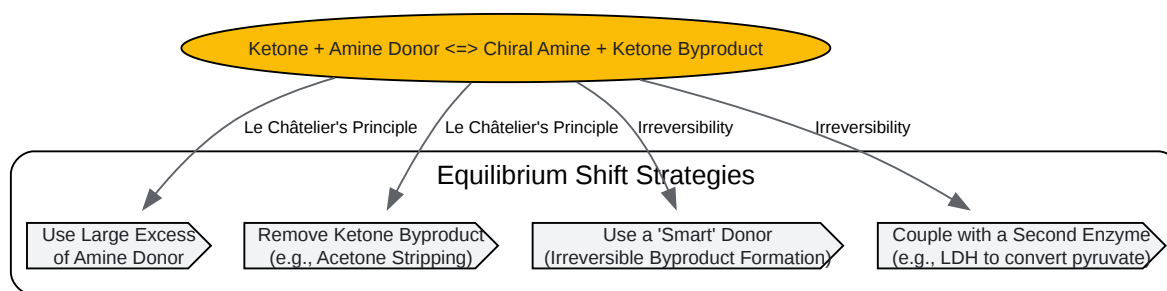 Ketone + Amine Donor <=> Chiral Amine + Ketone Byproduct
Le Châtelier's Principle
Le Châtelier's Principle
Irreversibility
Irreversibility
Equilibrium Shift Strategies
Use Large Excess
of Amine Donor
Remove Ketone Byproduct
(e.g., Acetone Stripping)
Use a 'Smart' Donor
(Irreversible Byproduct Formation)
Couple with a Second Enzyme
(e.g., LDH to convert pyruvate)